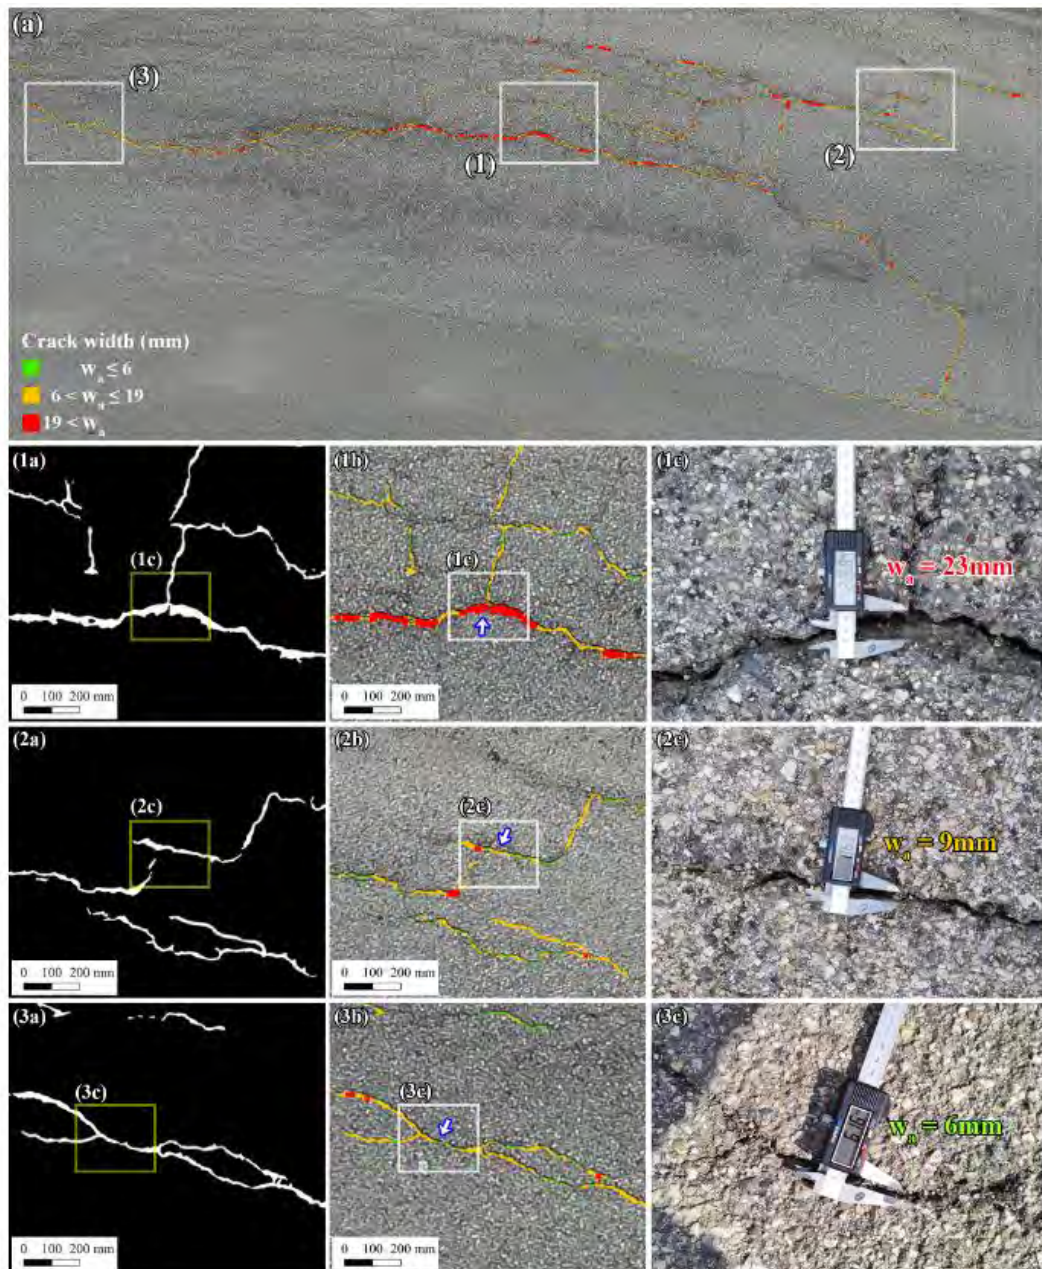 (a)
(3)
(1)
(2)
Crack width (mm)
wₐ ≤ 6
6 < wₐ ≤ 19
19 < wₐ
(1a)
(1c)
0 100 200 mm
(1b)
(1c)
0 100 200 mm
(1c)
wₐ = 23mm
(2a)
(2c)
0 100 200 mm
(2b)
(2c)
0 100 200 mm
(2c)
wₐ = 9mm
(3a)
(3c)
0 100 200 mm
(3b)
(3c)
0 100 200 mm
(3c)
wₐ = 6mm